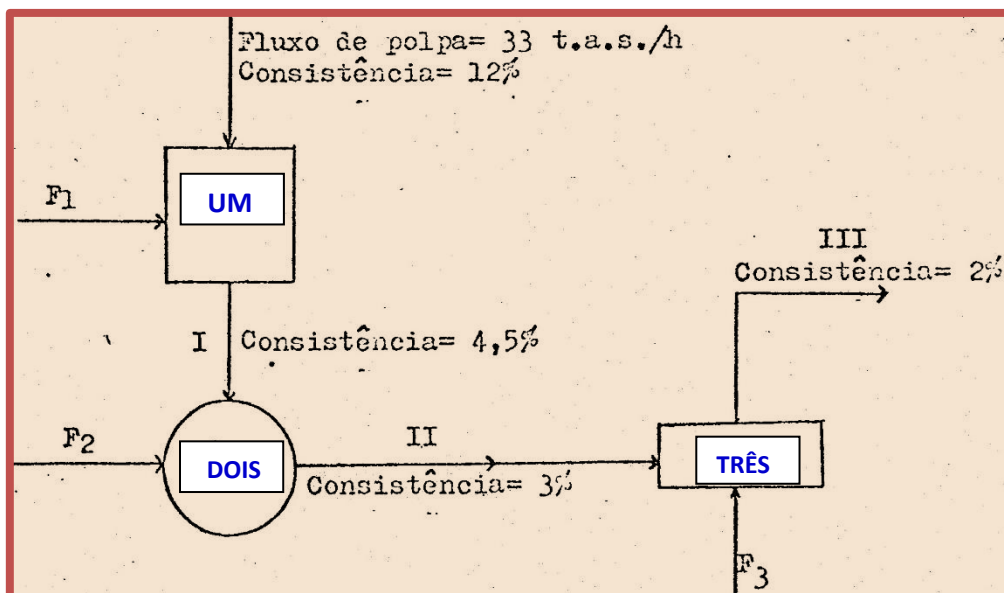 Fluxo de polpa= 33 t.a.s./h
Consistência= 12%
F1
UM
III
Consistência= 2%
I Consistência= 4,5%
F2
DOIS
II
Consistência= 3%
TRÊS
F3